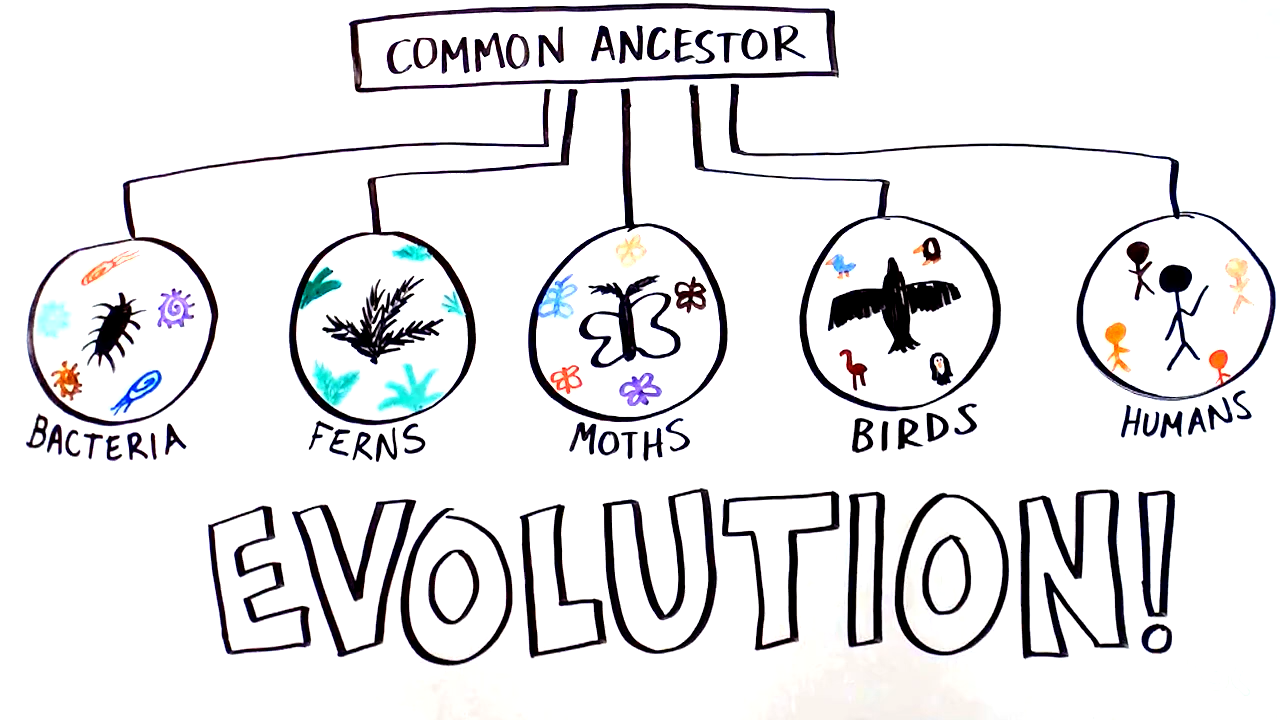 COMMON ANCESTOR
BACTERIA
FERNS
MOTHS
BIRDS
HUMANS
EVOLUTION!